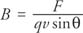 B = F / (qv sin θ)